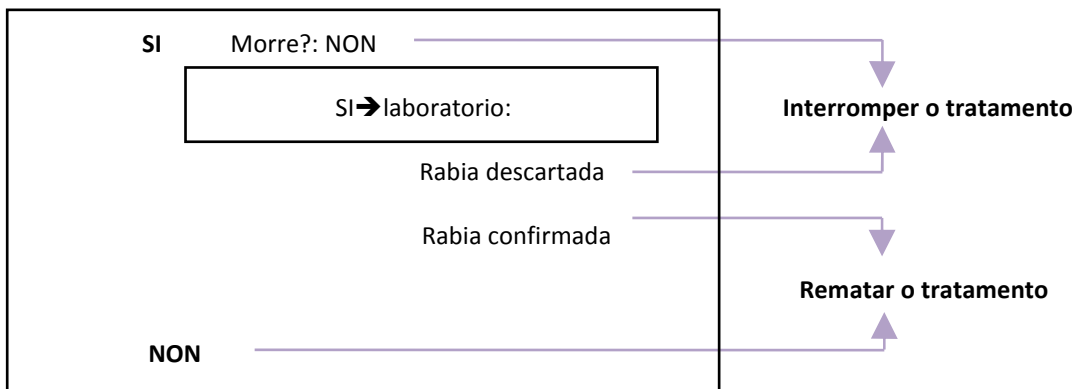 SI Morre?: NON
SI➔laboratorio:
Interromper o tratamento
Rabia descartada
Rabia confirmada
Rematar o tratamento
NON